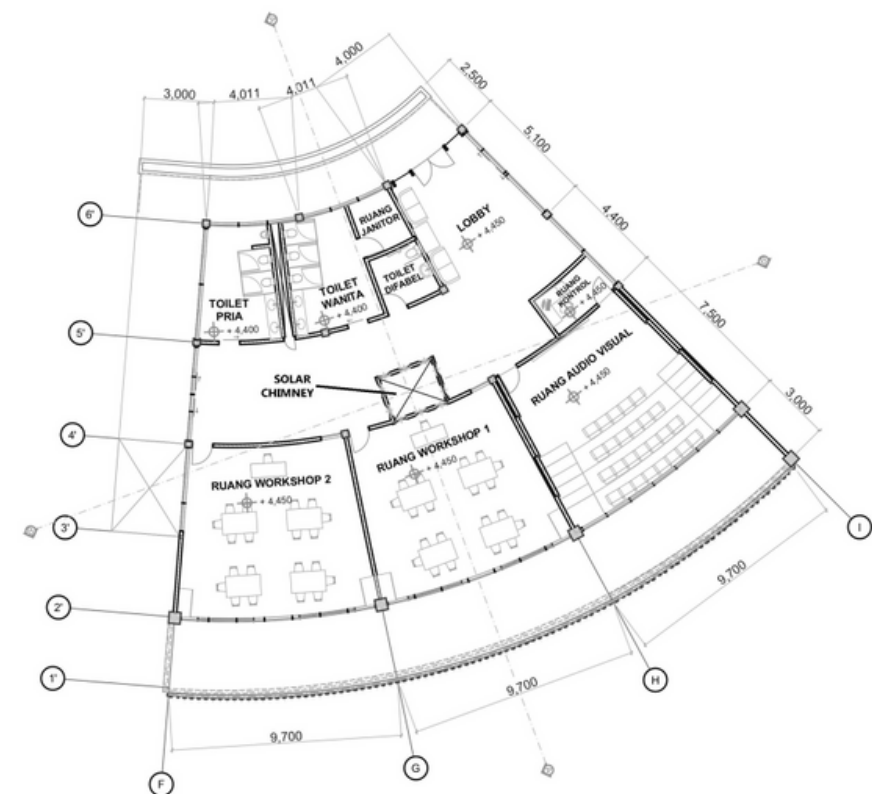 4,000
2,500
3,000
4,011
4,011
5,100
4,400
7,500
3,000
6'
RUANG
JANITOR
LOBBY
+ 4,450
TOILET
DIFABEL
TOILET
WANITA
+ 4,400
TOILET
PRIA
+ 4,400
RUANG
KONTROL
+ 4,450
5'
SOLAR
CHIMNEY
RUANG AUDIO VISUAL
+ 4,450
4'
RUANG WORKSHOP 1
+ 4,450
RUANG WORKSHOP 2
+ 4,450
3'
I
2'
9,700
1'
H
9,700
9,700
G
F